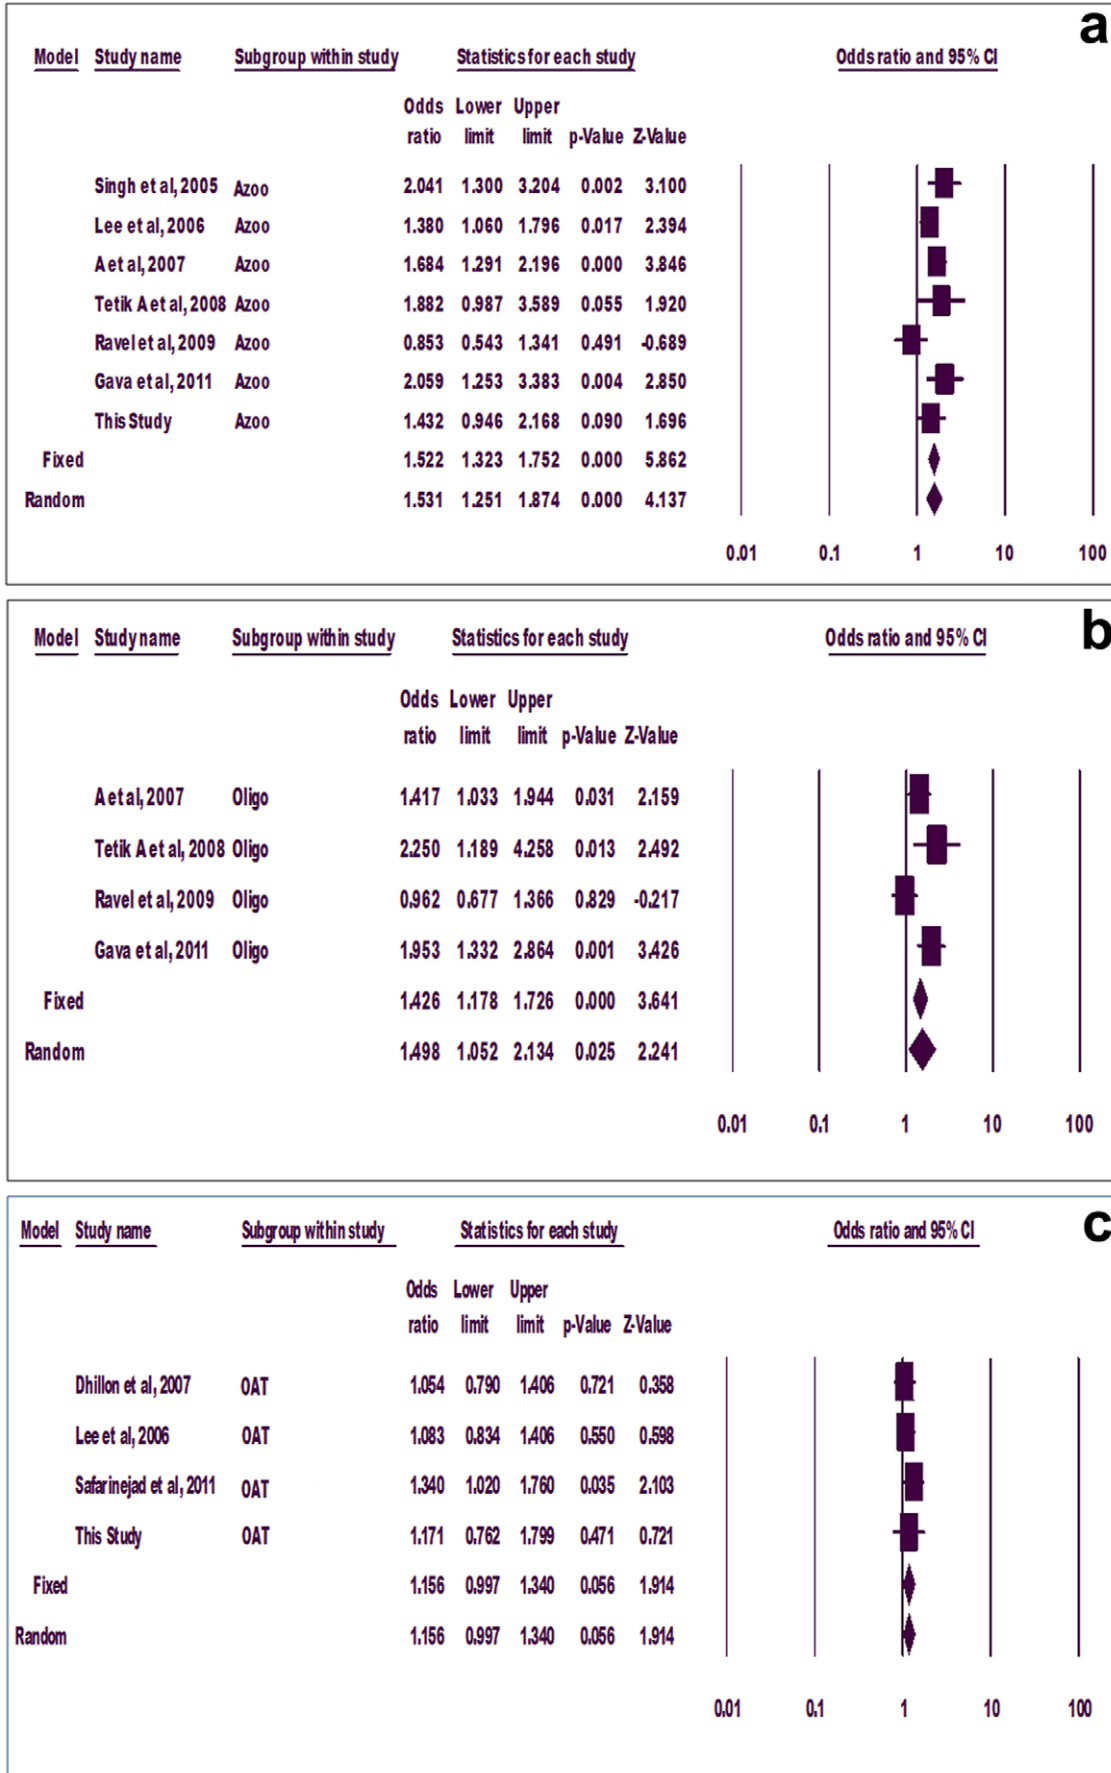 a
Model Study name Subgroup within study Statistics for each study Odds ratio and 95% CI
Odds Lower Upper
ratio limit limit p-Value Z-Value
Singh et al, 2005 Azoo 2.041 1.300 3.204 0.002 3.100
Lee et al, 2006 Azoo 1.380 1.060 1.796 0.017 2.394
A et al, 2007 Azoo 1.684 1.291 2.196 0.000 3.846
Tetik A et al, 2008 Azoo 1.882 0.987 3.589 0.055 1.920
Ravel et al, 2009 Azoo 0.853 0.543 1.341 0.491 -0.689
Gava et al, 2011 Azoo 2.059 1.253 3.383 0.004 2.850
This Study Azoo 1.432 0.946 2.168 0.090 1.696
Fixed 1.522 1.323 1.752 0.000 5.862
Random 1.531 1.251 1.874 0.000 4.137
0.01 0.1 1 10 100
b
Model Study name Subgroup within study Statistics for each study Odds ratio and 95% CI
Odds Lower Upper
ratio limit limit p-Value Z-Value
A et al, 2007 Oligo 1.417 1.033 1.944 0.031 2.159
Tetik A et al, 2008 Oligo 2.250 1.189 4.258 0.013 2.492
Ravel et al, 2009 Oligo 0.962 0.677 1.366 0.829 -0.217
Gava et al, 2011 Oligo 1.953 1.332 2.864 0.001 3.426
Fixed 1.426 1.178 1.726 0.000 3.641
Random 1.498 1.052 2.134 0.025 2.241
0.01 0.1 1 10 100
c
Model Study name Subgroup within study Statistics for each study Odds ratio and 95% CI
Odds Lower Upper
ratio limit limit p-Value Z-Value
Dhillon et al, 2007 OAT 1.054 0.790 1.406 0.721 0.358
Lee et al, 2006 OAT 1.083 0.834 1.406 0.550 0.598
Safarinejad et al, 2011 OAT 1.340 1.020 1.760 0.035 2.103
This Study OAT 1.171 0.762 1.799 0.471 0.721
Fixed 1.156 0.997 1.340 0.056 1.914
Random 1.156 0.997 1.340 0.056 1.914
0.01 0.1 1 10 100